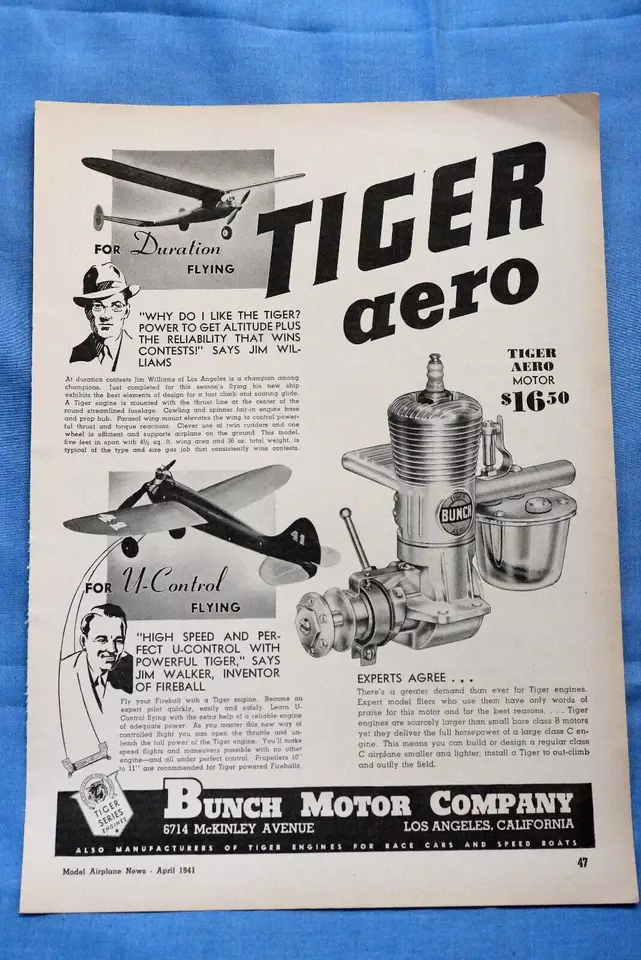 TIGER
aero
FOR Duration
FLYING
"WHY DO I LIKE THE TIGER?
POWER TO GET ALTITUDE PLUS
THE RELIABILITY THAT WINS
CONTESTS!" SAYS JIM WIL-
LIAMS
At duration contests Jim Williams of Los Angeles is a champion among
champions. Just completed for this season's flying his new ship
exhibits the best elements of design for a fast climb and soaring glide.
A Tiger engine is mounted with the thrust line at the center of the
round streamlined fuselage. Cowling and spinner fair-in engine base
and prop hub. Parasol wing mount elevates the wing to control power-
ful thrust and torque reactions. Clever use of twin rudders and one
wheel is efficient and supports airplane on the ground. This model,
five feet in span with 4½ sq. ft. wing area and 26 oz. total weight, is
typical of the type and size gas job that consistently wins contests.
TIGER
AERO
MOTOR
$16.50
TIGER
BUNCH
AERO
11
FOR U-Control
FLYING
"HIGH SPEED AND PER-
FECT U-CONTROL WITH
POWERFUL TIGER," SAYS
JIM WALKER, INVENTOR
OF FIREBALL
Fly your Fireball with a Tiger engine. Become an
expert pilot quickly, easily and safely. Learn U-
Control flying with the extra help of a reliable engine
of adequate power. As you master this new way of
controlled flight you can open the throttle and un-
leash the full power of the Tiger engine. You'll make
speed flights and maneuvers possible with no other
engine—and all under perfect control. Propellers 10"
to 11" are recommended for Tiger powered Fireballs.
EXPERTS AGREE . . .
There's a greater demand than ever for Tiger engines.
Expert model fliers who use them have only words of
praise for this motor and for the best reasons. . . . Tiger
engines are scarcely larger than small bore class B motors
yet they deliver the full horsepower of a large class C en-
gine. This means you can build or design a regular class
C airplane smaller and lighter, install a Tiger to out-climb
and outfly the field.
TIGER
SERIES
ENGINES
BUNCH MOTOR COMPANY
6714 McKINLEY AVENUE LOS ANGELES, CALIFORNIA
ALSO MANUFACTURERS OF TIGER ENGINES FOR RACE CARS AND SPEED BOATS
Model Airplane News - April 1941
47